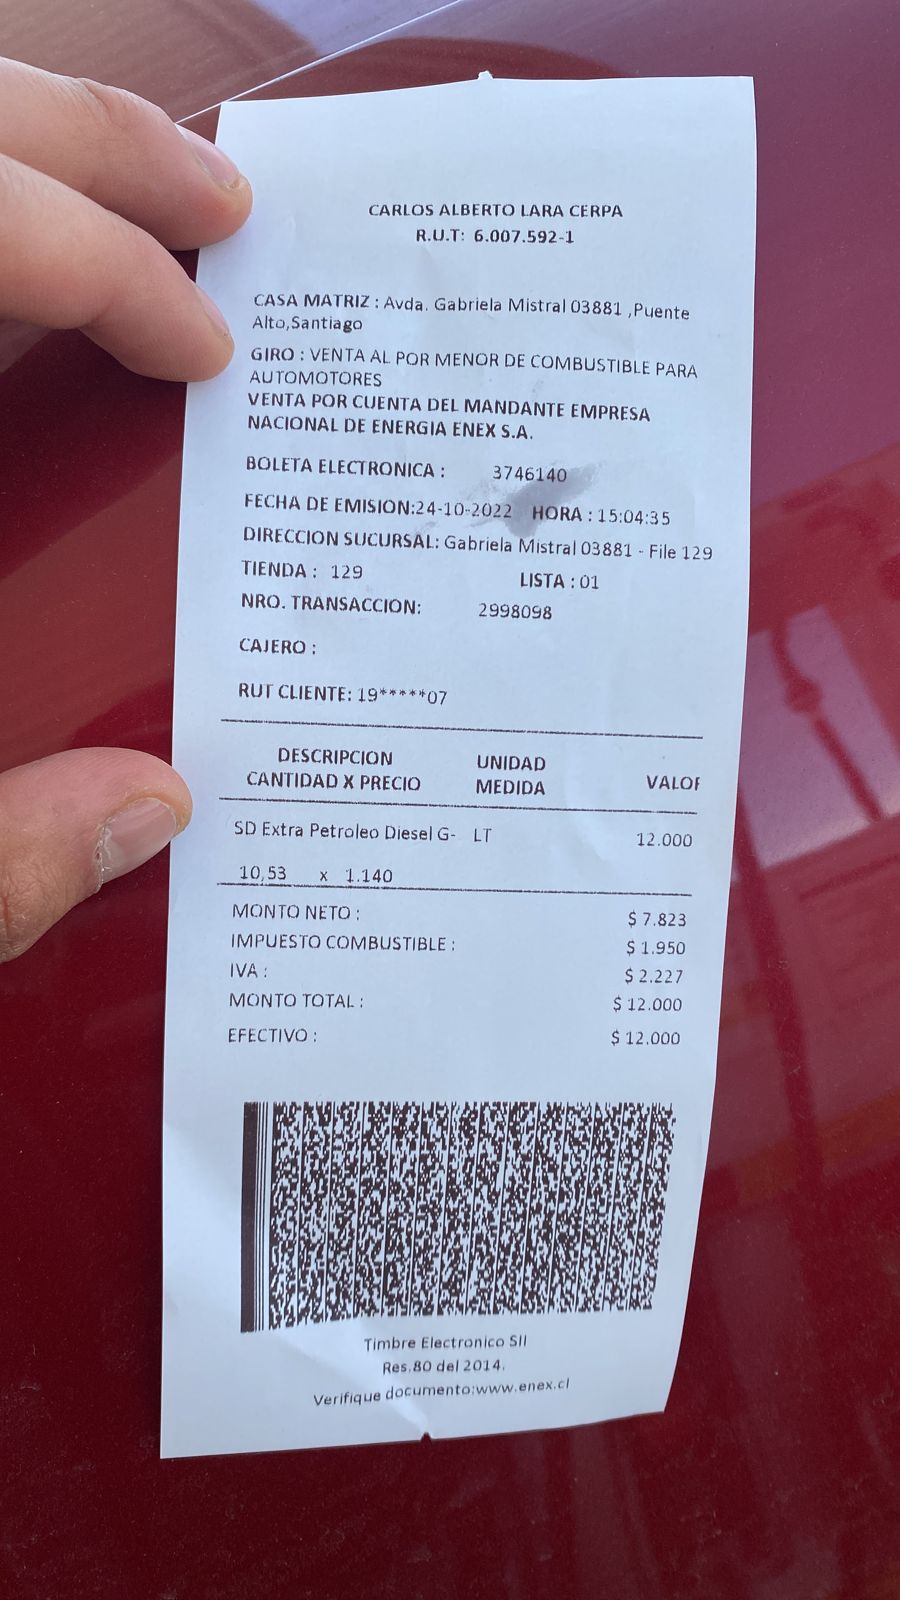 CARLOS ALBERTO LARA CERPA
R.U.T: 6.007.592-1
CASA MATRIZ : Avda. Gabriela Mistral 03881 ,Puente
Alto,Santiago
GIRO : VENTA AL POR MENOR DE COMBUSTIBLE PARA
AUTOMOTORES
VENTA POR CUENTA DEL MANDANTE EMPRESA
NACIONAL DE ENERGIA ENEX S.A.
BOLETA ELECTRONICA : 3746140
FECHA DE EMISION:24-10-2022 HORA : 15:04:35
DIRECCION SUCURSAL: Gabriela Mistral 03881 - File 129
TIENDA : 129 LISTA : 01
NRO. TRANSACCION: 2998098
CAJERO :
RUT CLIENTE: 19*****07
DESCRIPCION UNIDAD
CANTIDAD X PRECIO MEDIDA VALOR
SD Extra Petroleo Diesel G- LT 12.000
10,53 x 1.140
MONTO NETO : $ 7.823
IMPUESTO COMBUSTIBLE : $ 1.950
IVA : $ 2.227
MONTO TOTAL : $ 12.000
EFECTIVO : $ 12.000
Timbre Electronico SII
Res.80 del 2014.
Verifique documento:www.enex.cl